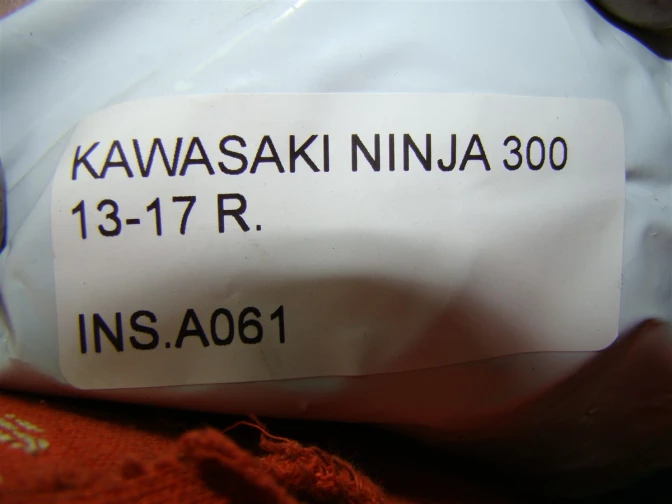 KAWASAKI NINJA 300
13-17 R.
INS.A061